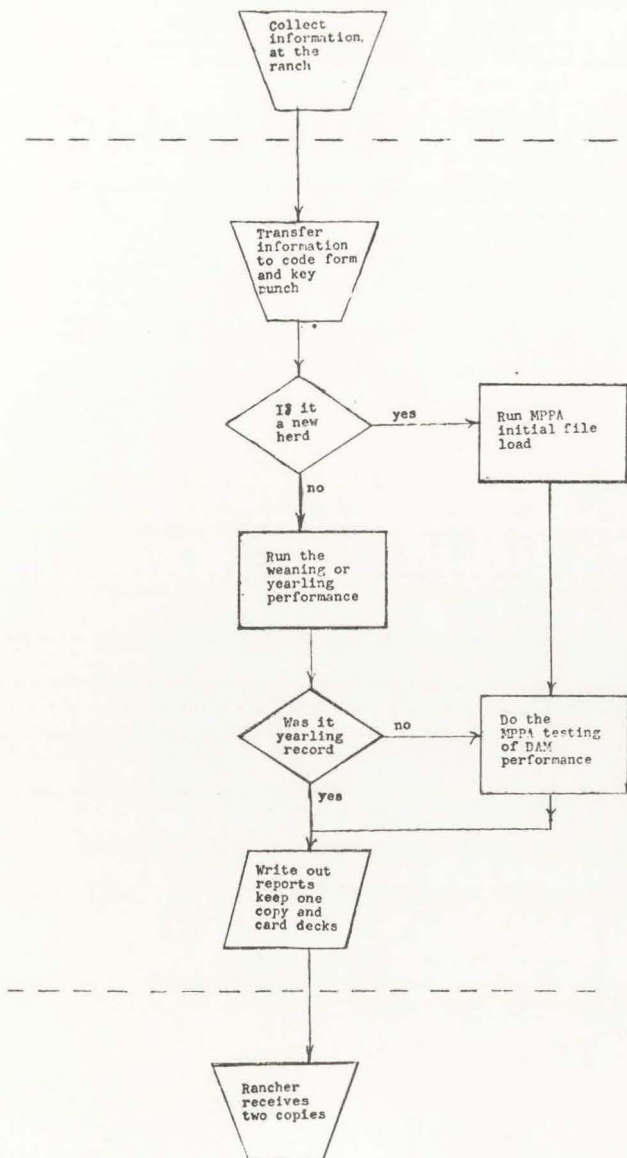 Collect
information,
at the
ranch
Transfer
information
to code form
and key
punch
Is it
a new
herd
yes
Run MPPA
initial file
load
no
Run the
weaning or
yearling
performance
Was it
yearling
record
no
Do the
MPPA testing
of DAM
performance
yes
Write out
reports
keep one
copy and
card decks
Rancher
receives
two copies